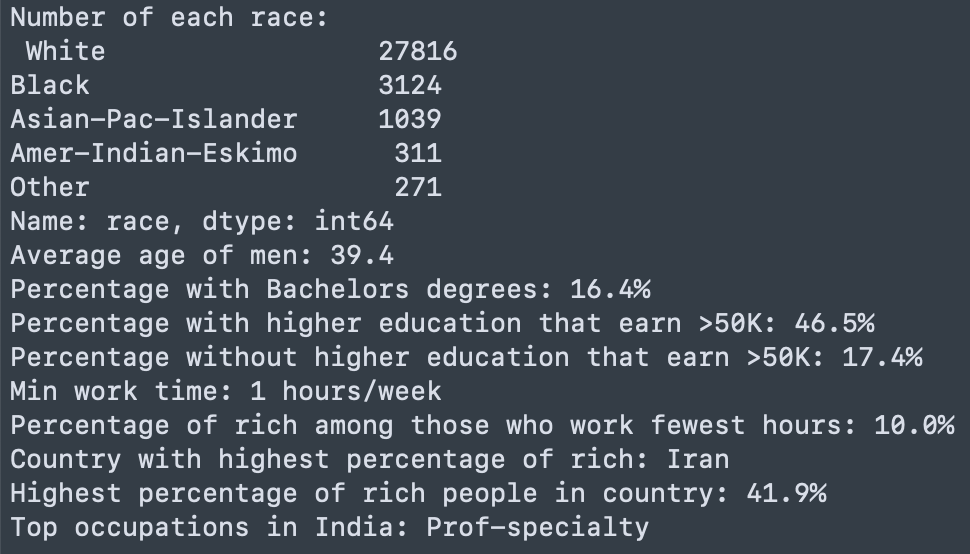 Number of each race:
 White                 27816
Black                  3124
Asian-Pac-Islander     1039
Amer-Indian-Eskimo      311
Other                   271
Name: race, dtype: int64
Average age of men: 39.4
Percentage with Bachelors degrees: 16.4%
Percentage with higher education that earn >50K: 46.5%
Percentage without higher education that earn >50K: 17.4%
Min work time: 1 hours/week
Percentage of rich among those who work fewest hours: 10.0%
Country with highest percentage of rich: Iran
Highest percentage of rich people in country: 41.9%
Top occupations in India: Prof-specialty